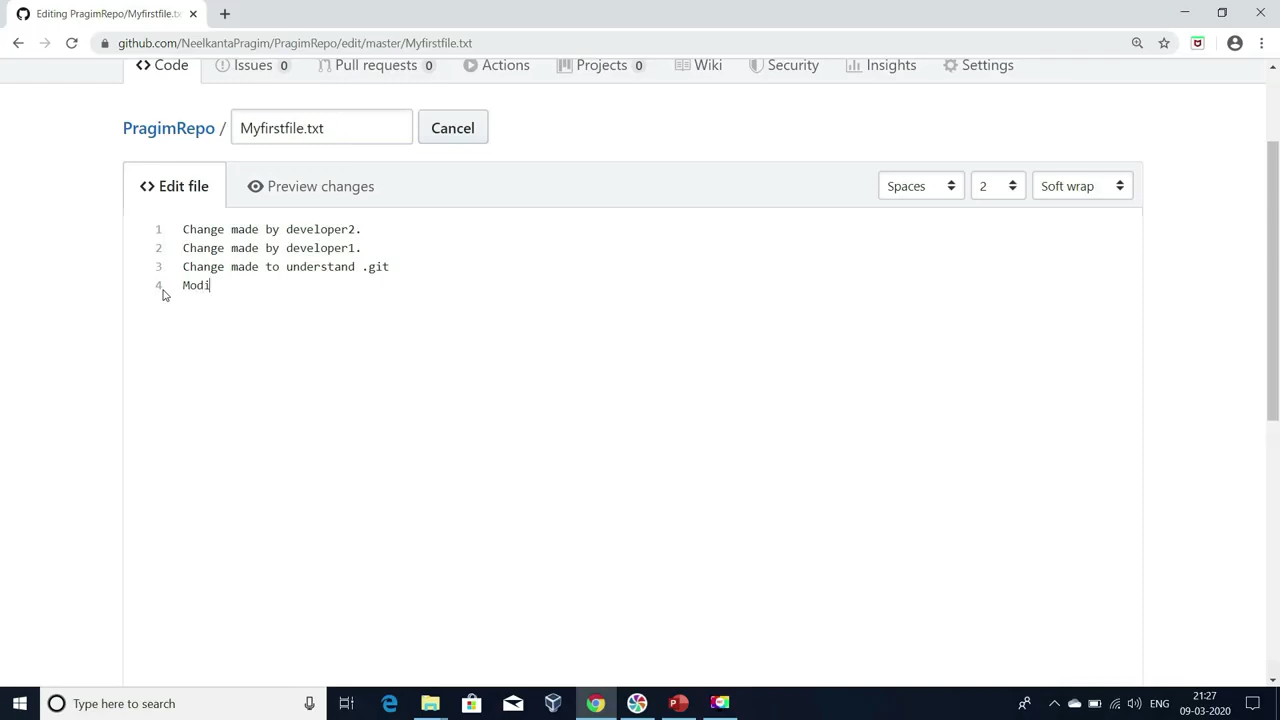 Editing PragimRepo/Myfirstfile.tx
github.com/NeelkantaPragim/PragimRepo/edit/master/Myfirstfile.txt
Code
Issues 0
Pull requests 0
Actions
Projects 0
Wiki
Security
Insights
Settings
PragimRepo / Myfirstfile.txt Cancel
Edit file
Preview changes
Spaces
2
Soft wrap
1 Change made by developer2.
2 Change made by developer1.
3 Change made to understand .git
4 Modi
Type here to search
ENG
21:27
09-03-2020